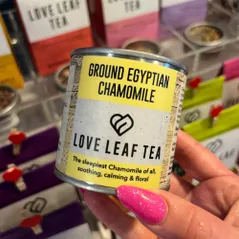 LOVE LEAF
TEA
GROUND EGYPTIAN
CHAMOMILE
LOVE LEAF TEA
The sleepiest Chamomile of all,
soothing, calming & floral